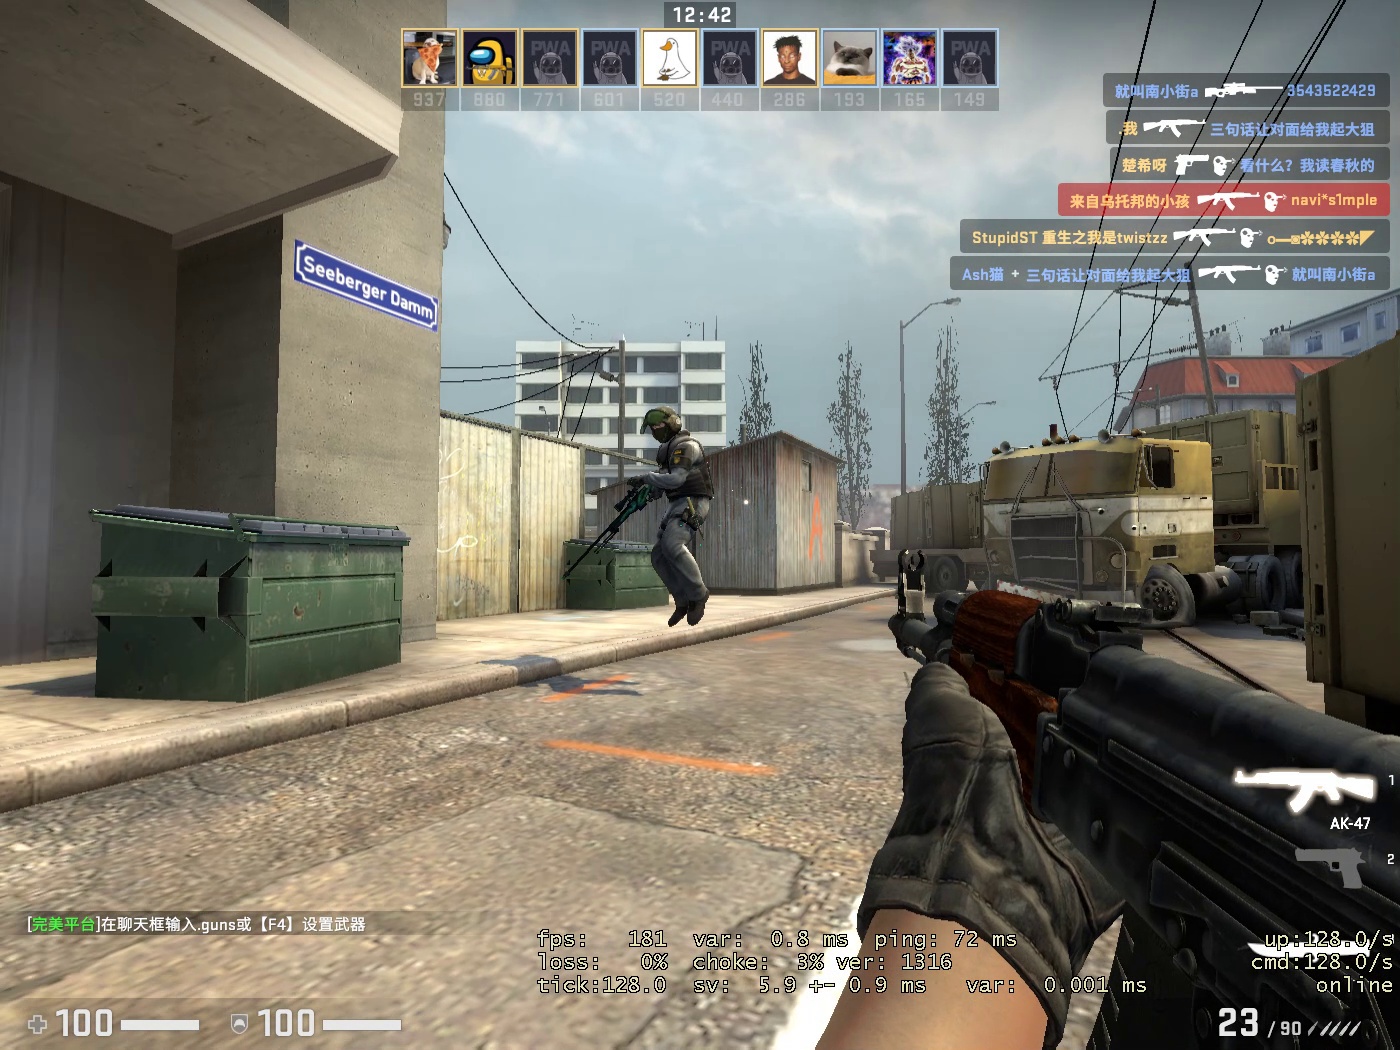 12:42
PWA PWA PWA PWA
937 880 771 601 520 440 286 193 165 149
就叫南小街a 3543522429
.我 三句话让对面给我起大狙
楚希呀 看什么？我读春秋的
来自乌托邦的小孩 navi*s1mple
StupidST 重生之我是twistzz
Ash猫 + 三句话让对面给我起大狙 就叫南小街a
Seeberger Damm
A
1
AK-47
2
[完美平台]在聊天框输入.guns或【F4】设置武器
fps: 181 var: 0.8 ms ping: 72 ms
loss: 0% choke: 3% ver: 1316
tick:128.0 sv: 5.9 +- 0.9 ms var: 0.001 ms
up:128.0/s
cmd:128.0/s
online
100 100
23 / 90